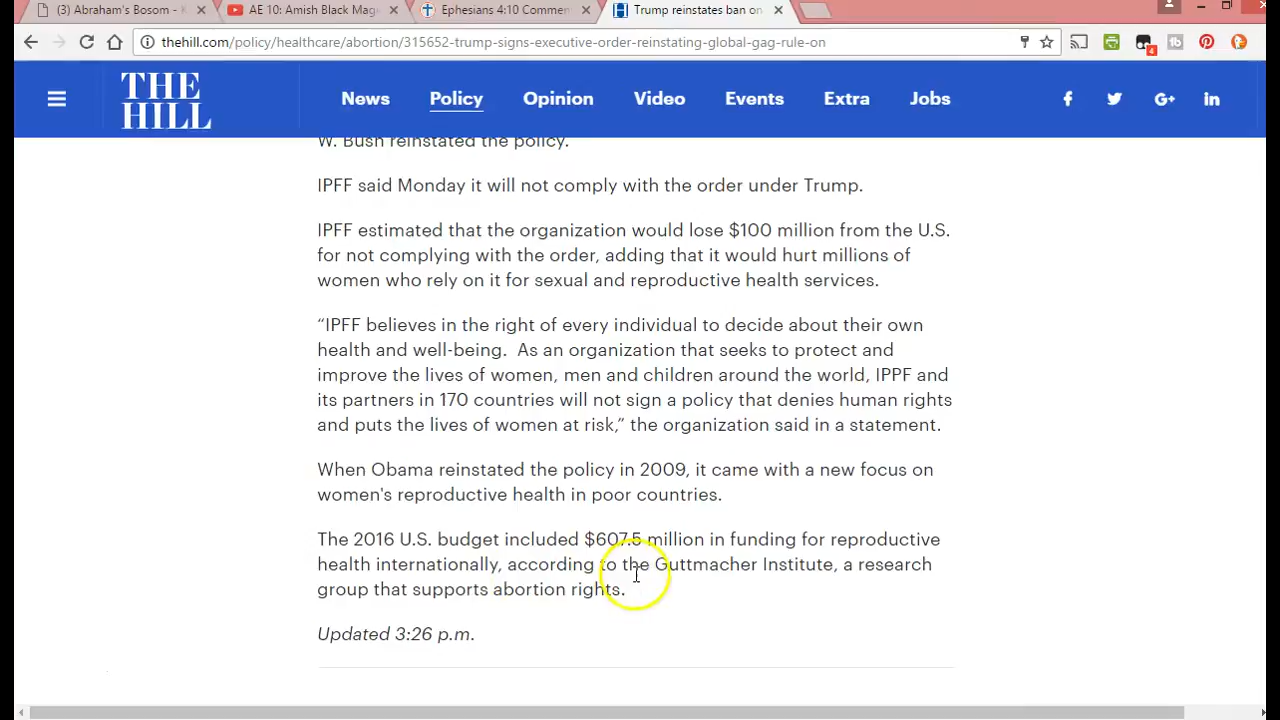 (3) Abraham's Bosom - K
AE 10: Amish Black Mag
Ephesians 4:10 Commen
Trump reinstates ban on
thehill.com/policy/healthcare/abortion/315652-trump-signs-executive-order-reinstating-global-gag-rule-on
4
tb
THE
HILL
News
Policy
Opinion
Video
Events
Extra
Jobs
f
G+
in
W. Bush reinstated the policy.
IPFF said Monday it will not comply with the order under Trump.
IPFF estimated that the organization would lose $100 million from the U.S.
for not complying with the order, adding that it would hurt millions of
women who rely on it for sexual and reproductive health services.
“IPFF believes in the right of every individual to decide about their own
health and well-being.  As an organization that seeks to protect and
improve the lives of women, men and children around the world, IPPF and
its partners in 170 countries will not sign a policy that denies human rights
and puts the lives of women at risk,” the organization said in a statement.
When Obama reinstated the policy in 2009, it came with a new focus on
women's reproductive health in poor countries.
The 2016 U.S. budget included $607.5 million in funding for reproductive
health internationally, according to the Guttmacher Institute, a research
group that supports abortion rights.
Updated 3:26 p.m.